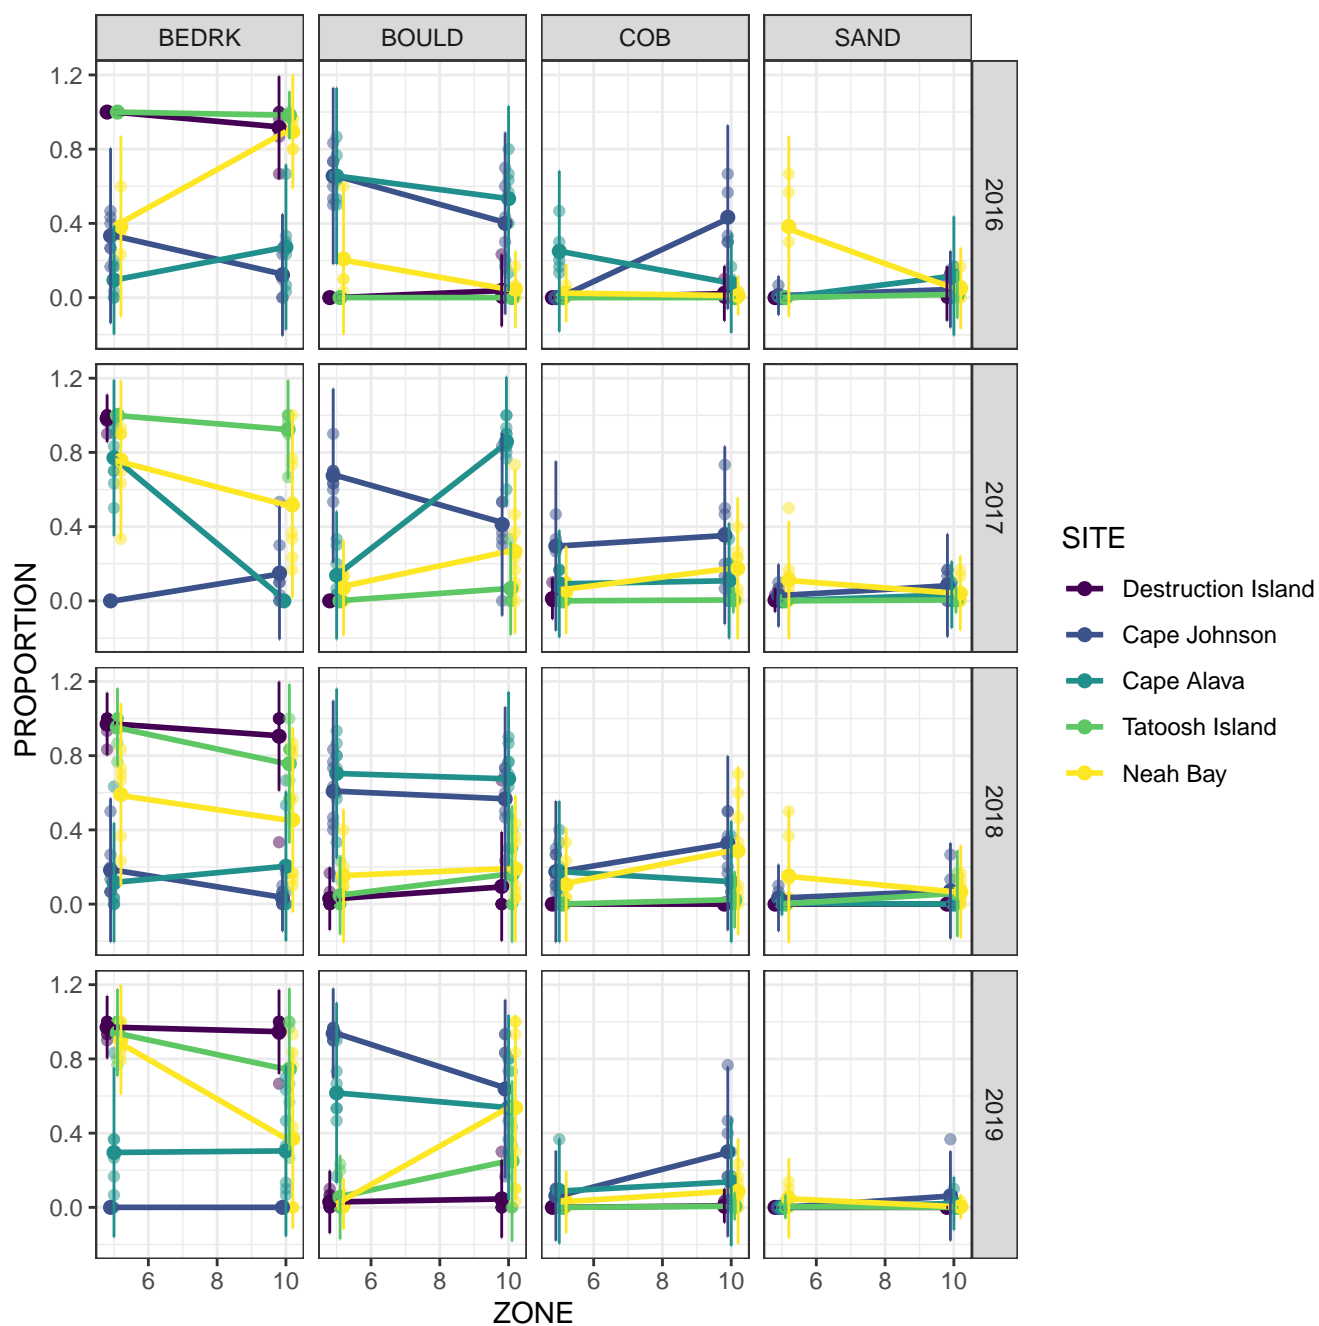 BEDRK BOULD COB SAND
1.2
0.8
0.4
0.0
2016
1.2
0.8
0.4
0.0
2017
1.2
0.8
0.4
0.0
2018
1.2
0.8
0.4
0.0
2019
6 8 10 6 8 10 6 8 10 6 8 10
ZONE
PROPORTION
SITE
Destruction Island
Cape Johnson
Cape Alava
Tatoosh Island
Neah Bay